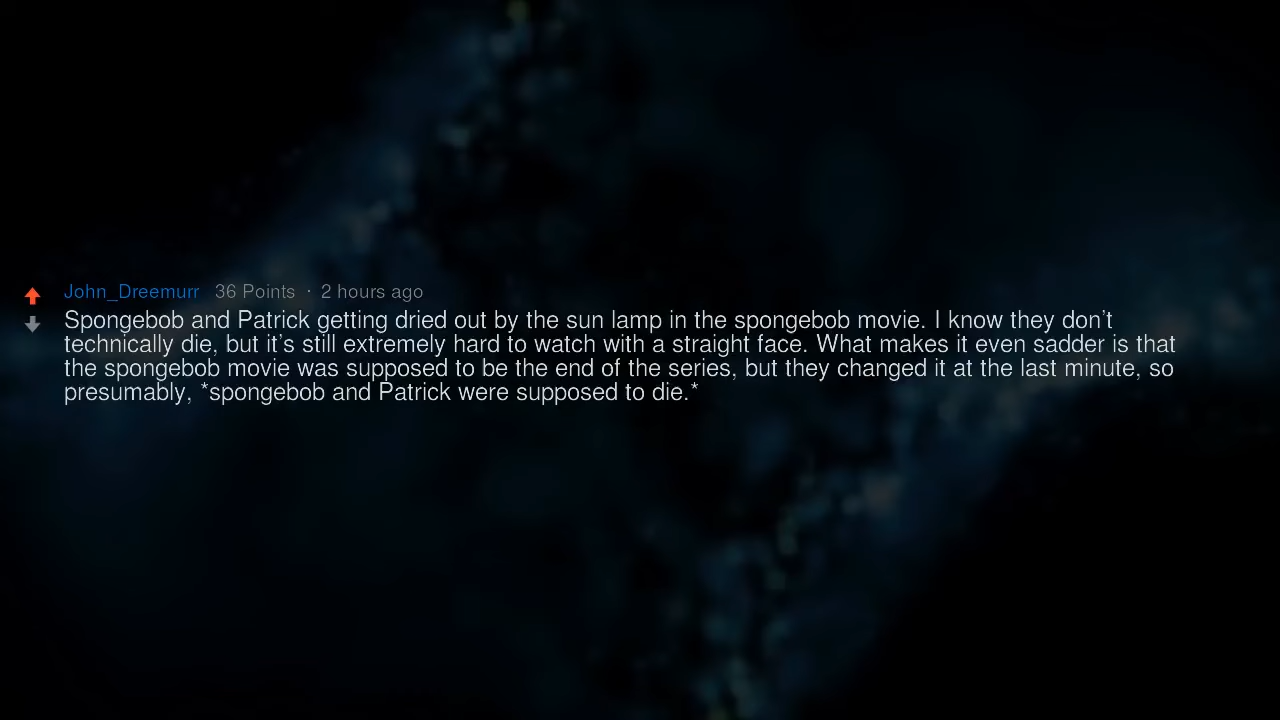 John_Dreemurr 36 Points · 2 hours ago
Spongebob and Patrick getting dried out by the sun lamp in the spongebob movie. I know they don't
technically die, but it's still extremely hard to watch with a straight face. What makes it even sadder is that
the spongebob movie was supposed to be the end of the series, but they changed it at the last minute, so
presumably, *spongebob and Patrick were supposed to die.*